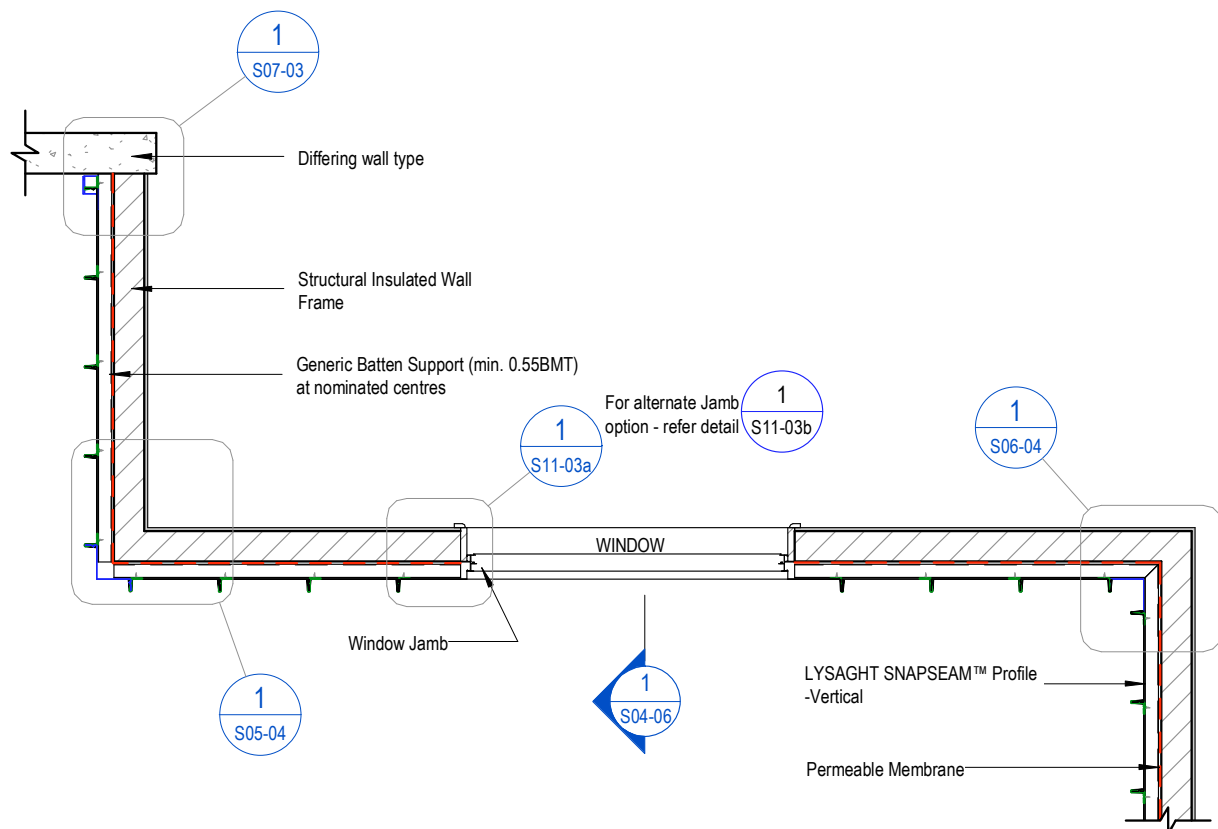 1
S07-03
Differing wall type
Structural Insulated Wall
Frame
Generic Batten Support (min. 0.55BMT)
at nominated centres
For alternate Jamb
option - refer detail
1
S11-03b
1
S11-03a
1
S06-04
WINDOW
Window Jamb
1
S05-04
1
S04-06
LYSAGHT SNAPSEAM™ Profile
-Vertical
Permeable Membrane